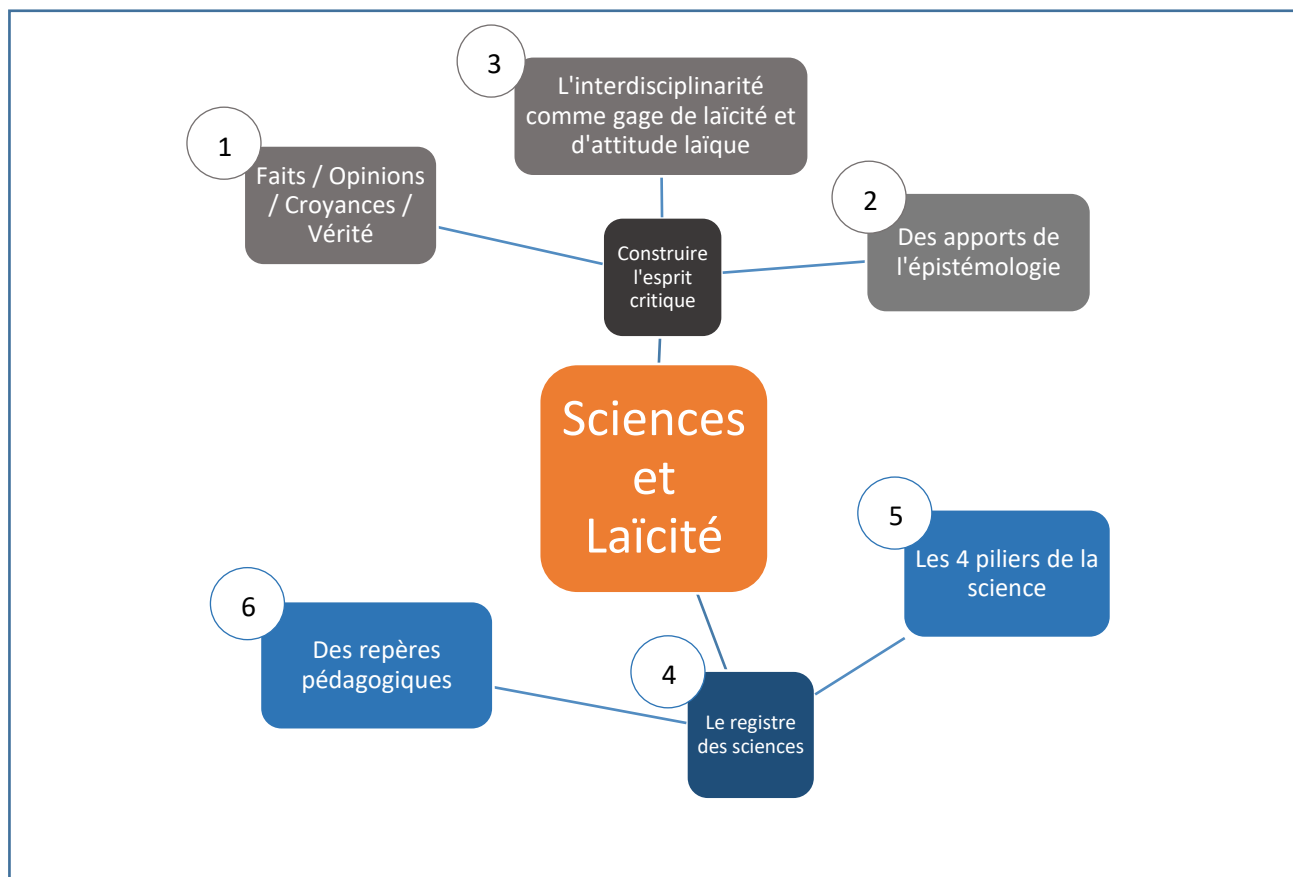 3
L'interdisciplinarité
comme gage de laïcité et
d'attitude laïque
1
Faits / Opinions
/ Croyances /
Vérité
2
Des apports de
l'épistémologie
Construire
l'esprit
critique
Sciences
et
Laïcité
5
Les 4 piliers de la
science
6
Des repères
pédagogiques
4
Le registre
des sciences